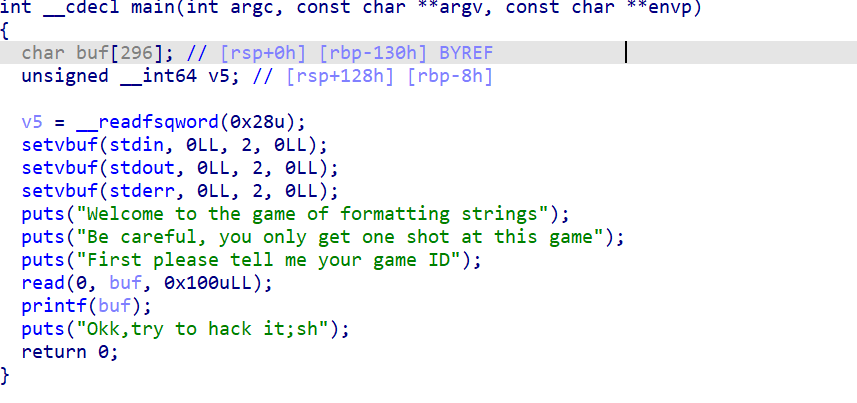 int __cdecl main(int argc, const char **argv, const char **envp)
{
  char buf[296]; // [rsp+0h] [rbp-130h] BYREF
  unsigned __int64 v5; // [rsp+128h] [rbp-8h]

  v5 = __readfsqword(0x28u);
  setvbuf(stdin, 0LL, 2, 0LL);
  setvbuf(stdout, 0LL, 2, 0LL);
  setvbuf(stderr, 0LL, 2, 0LL);
  puts("Welcome to the game of formatting strings");
  puts("Be careful, you only get one shot at this game");
  puts("First please tell me your game ID");
  read(0, buf, 0x100uLL);
  printf(buf);
  puts("Okk,try to hack it;sh");
  return 0;
}